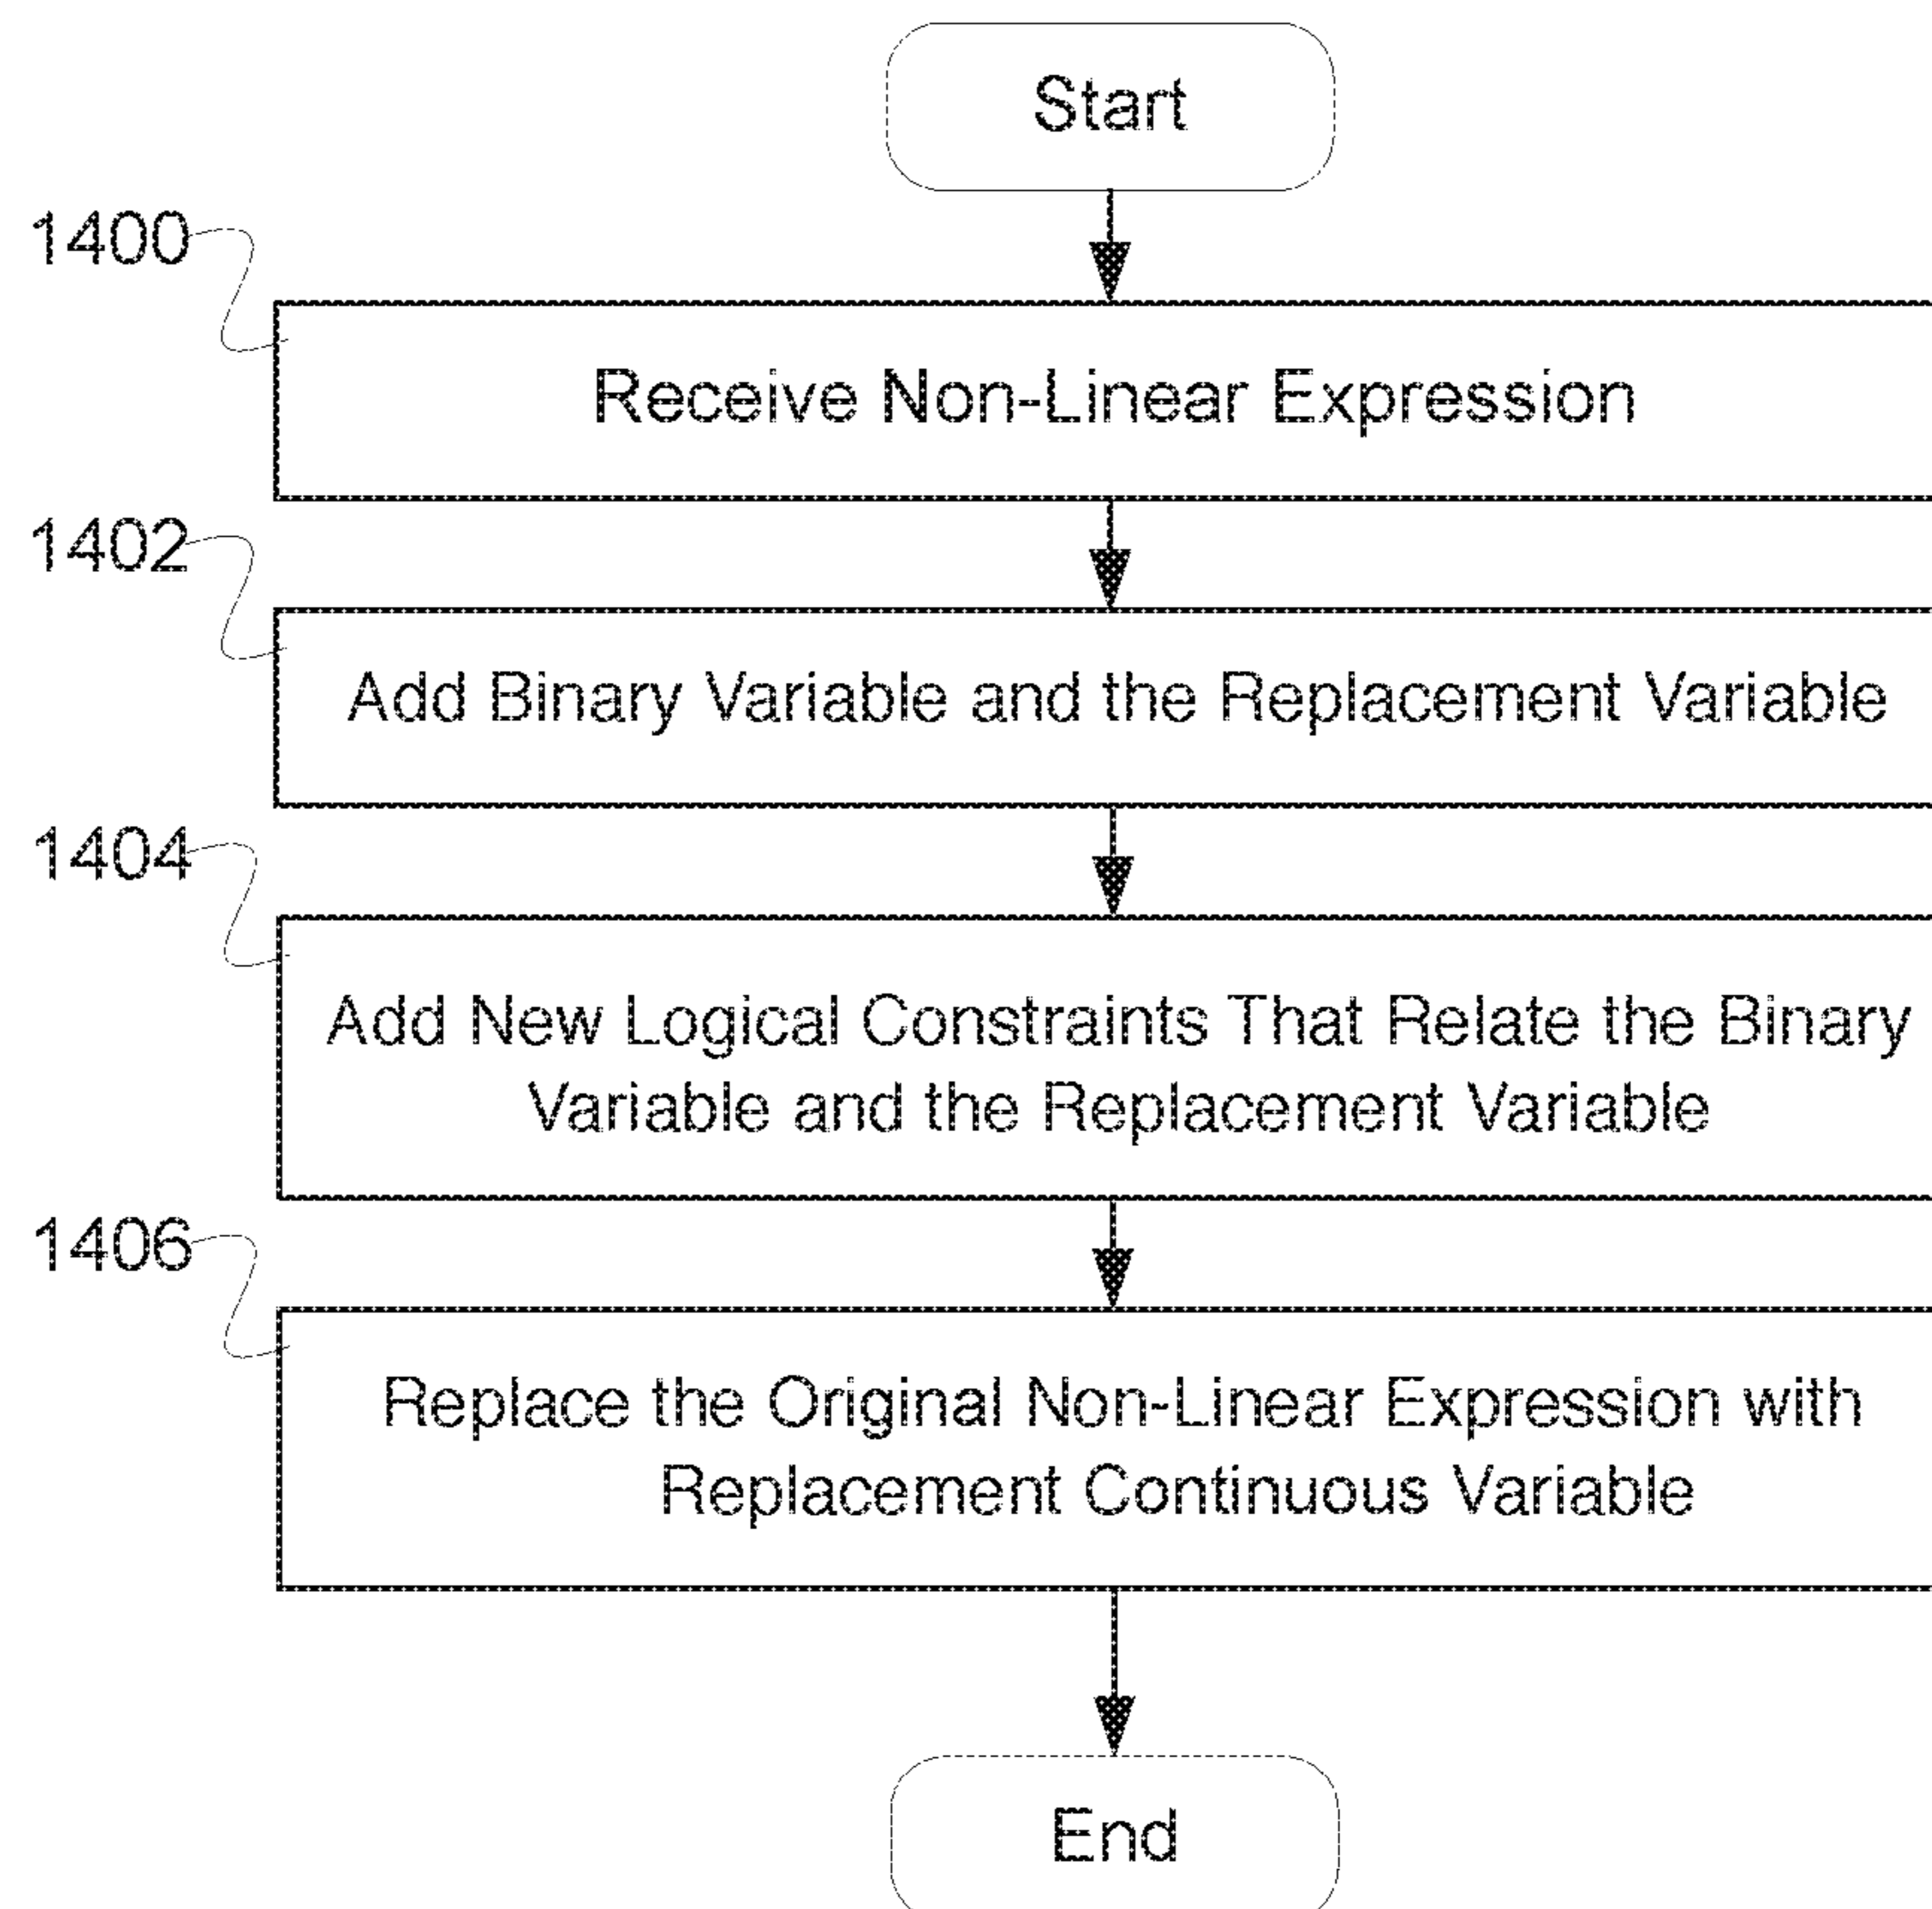 Start
1400
Receive Non-Linear Expression
1402
Add Binary Variable and the Replacement Variable
1404
Add New Logical Constraints That Relate the Binary
Variable and the Replacement Variable
1406
Replace the Original Non-Linear Expression with
Replacement Continuous Variable
End